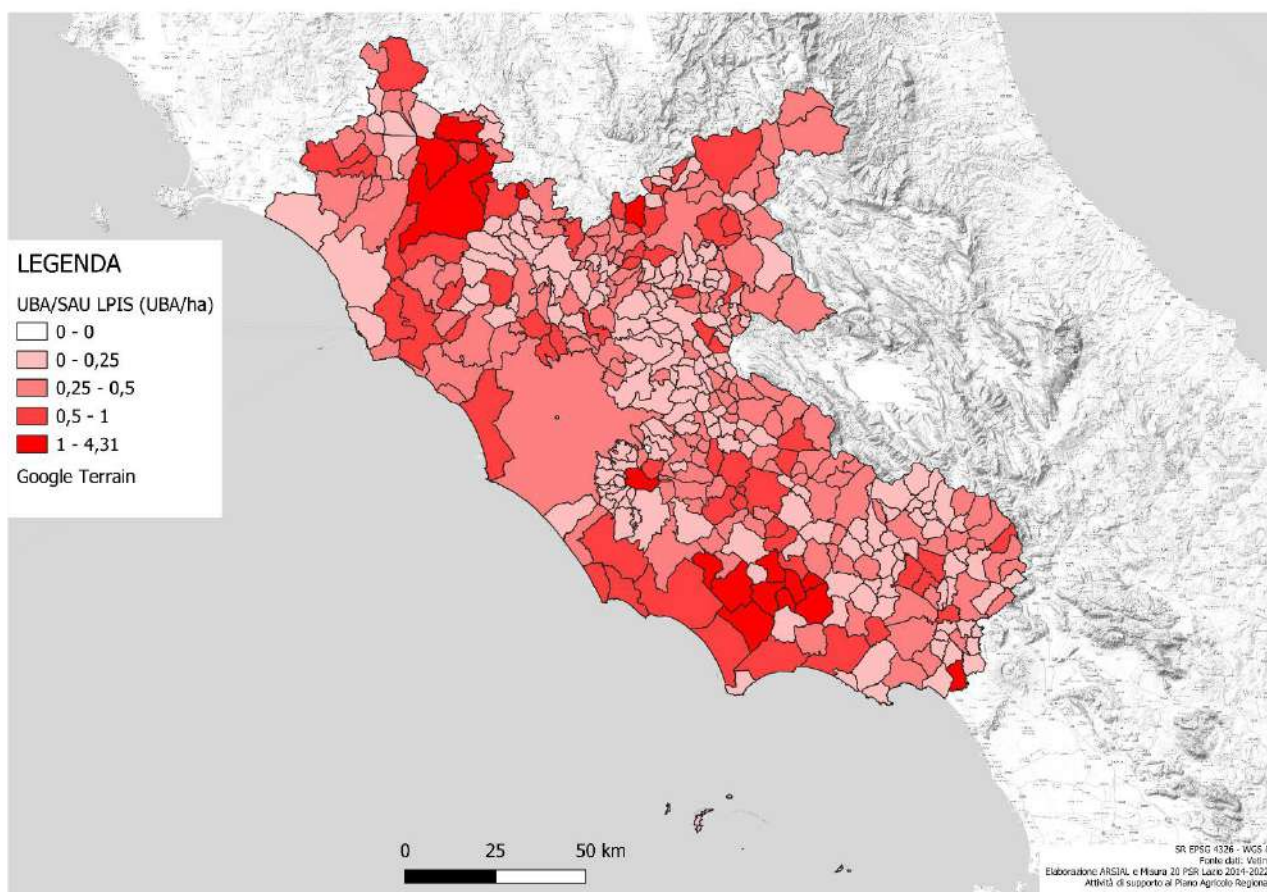 LEGENDA
UBA/SAU LPIS (UBA/ha)
0 - 0
0 - 0,25
0,25 - 0,5
0,5 - 1
1 - 4,31
Google Terrain
0 25 50 km
SR EPSG 4326 - WGS
Fonte dati: Vetin
Elaborazione ARSIAL e Misura 20 PSR Lazio 2014-2022
Attività di supporto al Piano Agricolo Regiona